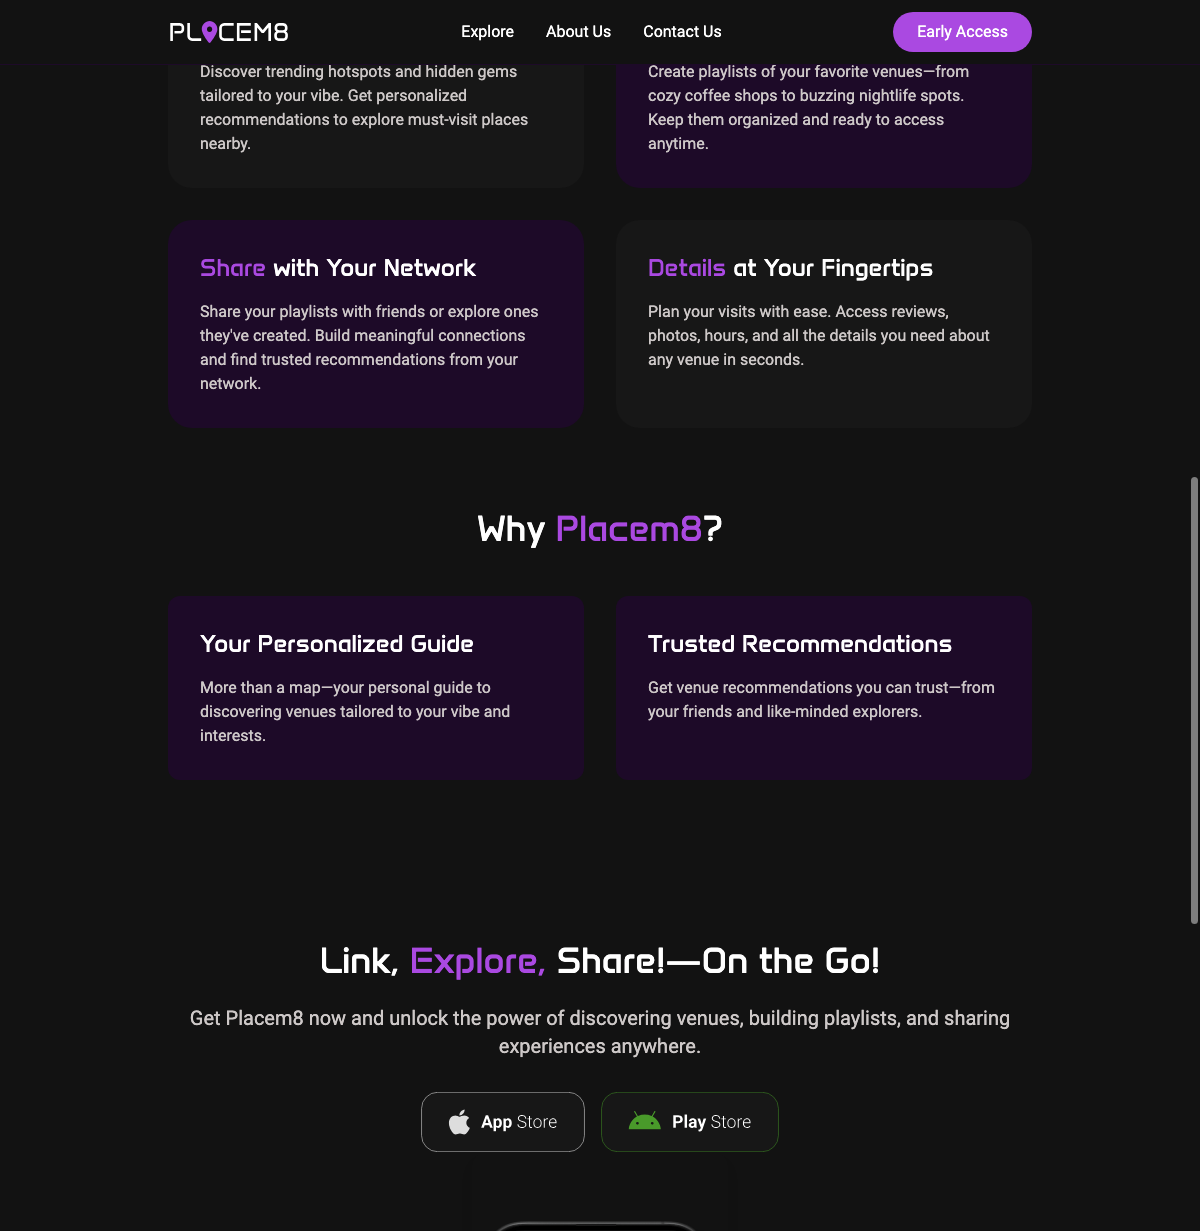 PLACEM8
Explore
About Us
Contact Us
Early Access
Discover trending hotspots and hidden gems
tailored to your vibe. Get personalized
recommendations to explore must-visit places
nearby.
Create playlists of your favorite venues—from
cozy coffee shops to buzzing nightlife spots.
Keep them organized and ready to access
anytime.
Share with Your Network
Share your playlists with friends or explore ones
they've created. Build meaningful connections
and find trusted recommendations from your
network.
Details at Your Fingertips
Plan your visits with ease. Access reviews,
photos, hours, and all the details you need about
any venue in seconds.
Why Placem8?
Your Personalized Guide
More than a map—your personal guide to
discovering venues tailored to your vibe and
interests.
Trusted Recommendations
Get venue recommendations you can trust—from
your friends and like-minded explorers.
Link, Explore, Share!—On the Go!
Get Placem8 now and unlock the power of discovering venues, building playlists, and sharing
experiences anywhere.
App Store
Play Store